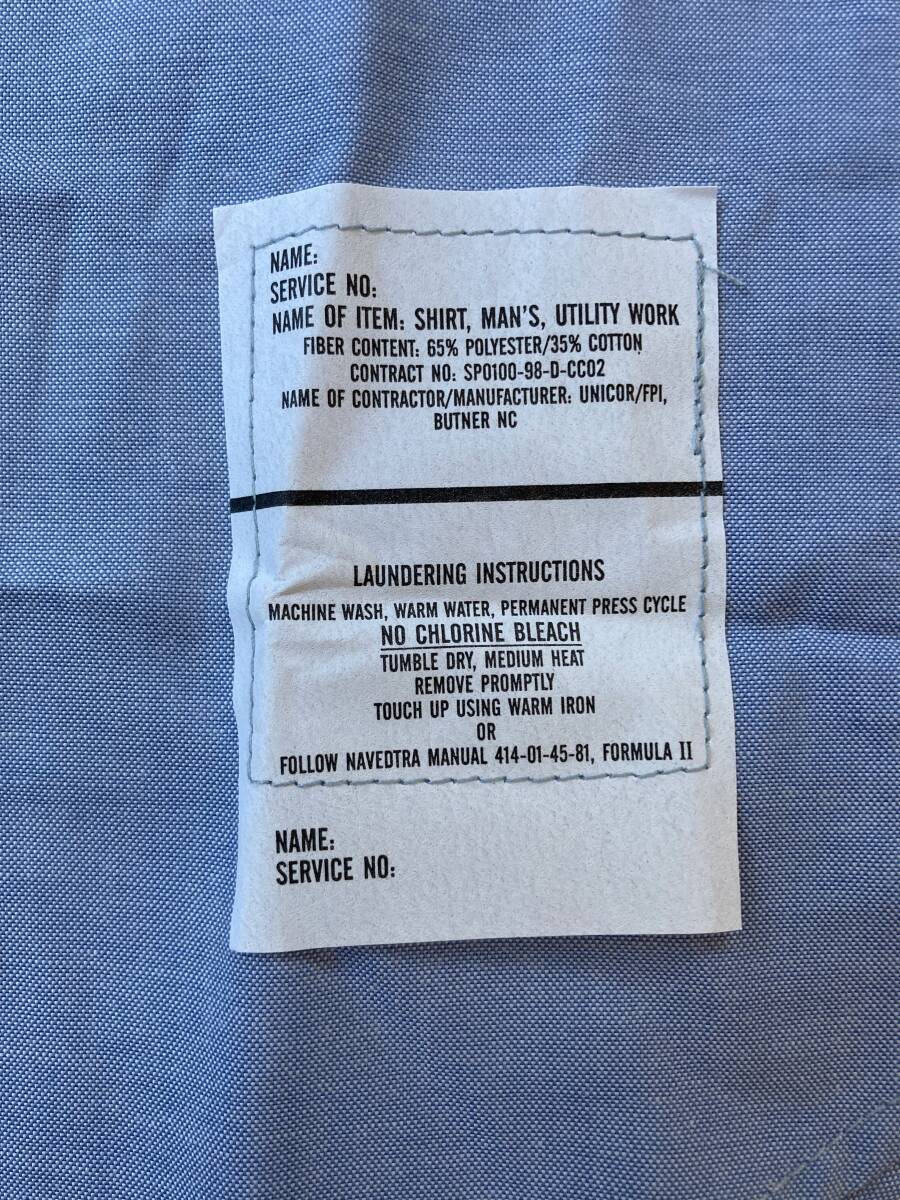 NAME:
SERVICE NO:
NAME OF ITEM: SHIRT, MAN'S, UTILITY WORK
FIBER CONTENT: 65% POLYESTER/35% COTTON
CONTRACT NO: SPO100-98-D-CC02
NAME OF CONTRACTOR/MANUFACTURER: UNICOR/FPI,
BUTNER NC
LAUNDERING INSTRUCTIONS
MACHINE WASH, WARM WATER, PERMANENT PRESS CYCLE
NO CHLORINE BLEACH
TUMBLE DRY, MEDIUM HEAT
REMOVE PROMPTLY
TOUCH UP USING WARM IRON
OR
FOLLOW NAVEDTRA MANUAL 414-01-45-81, FORMULA II
NAME:
SERVICE NO: